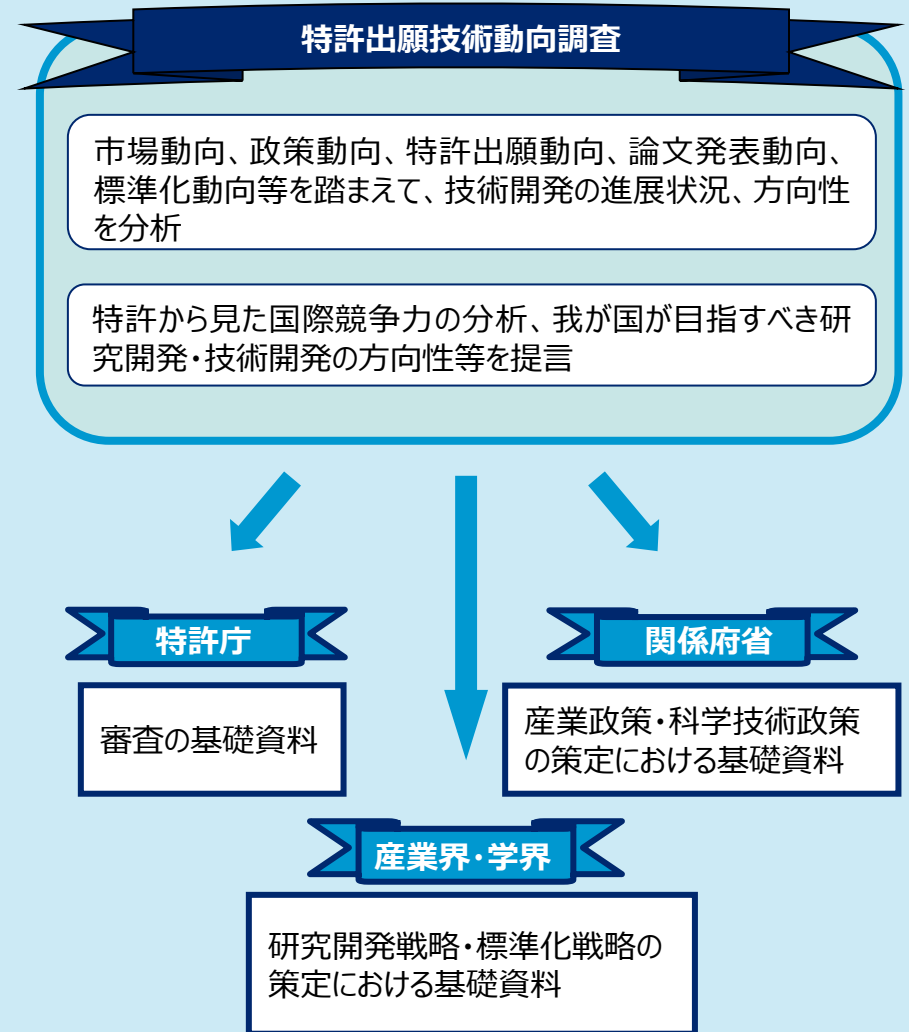 特許出願技術動向調査
市場動向、政策動向、特許出願動向、論文発表動向、
標準化動向等を踏まえて、技術開発の進展状況、方向性
を分析
特許から見た国際競争力の分析、我が国が目指すべき研
究開発・技術開発の方向性等を提言
特許庁
審査の基礎資料
関係府省
産業政策・科学技術政策
の策定における基礎資料
産業界・学界
研究開発戦略・標準化戦略の
策定における基礎資料